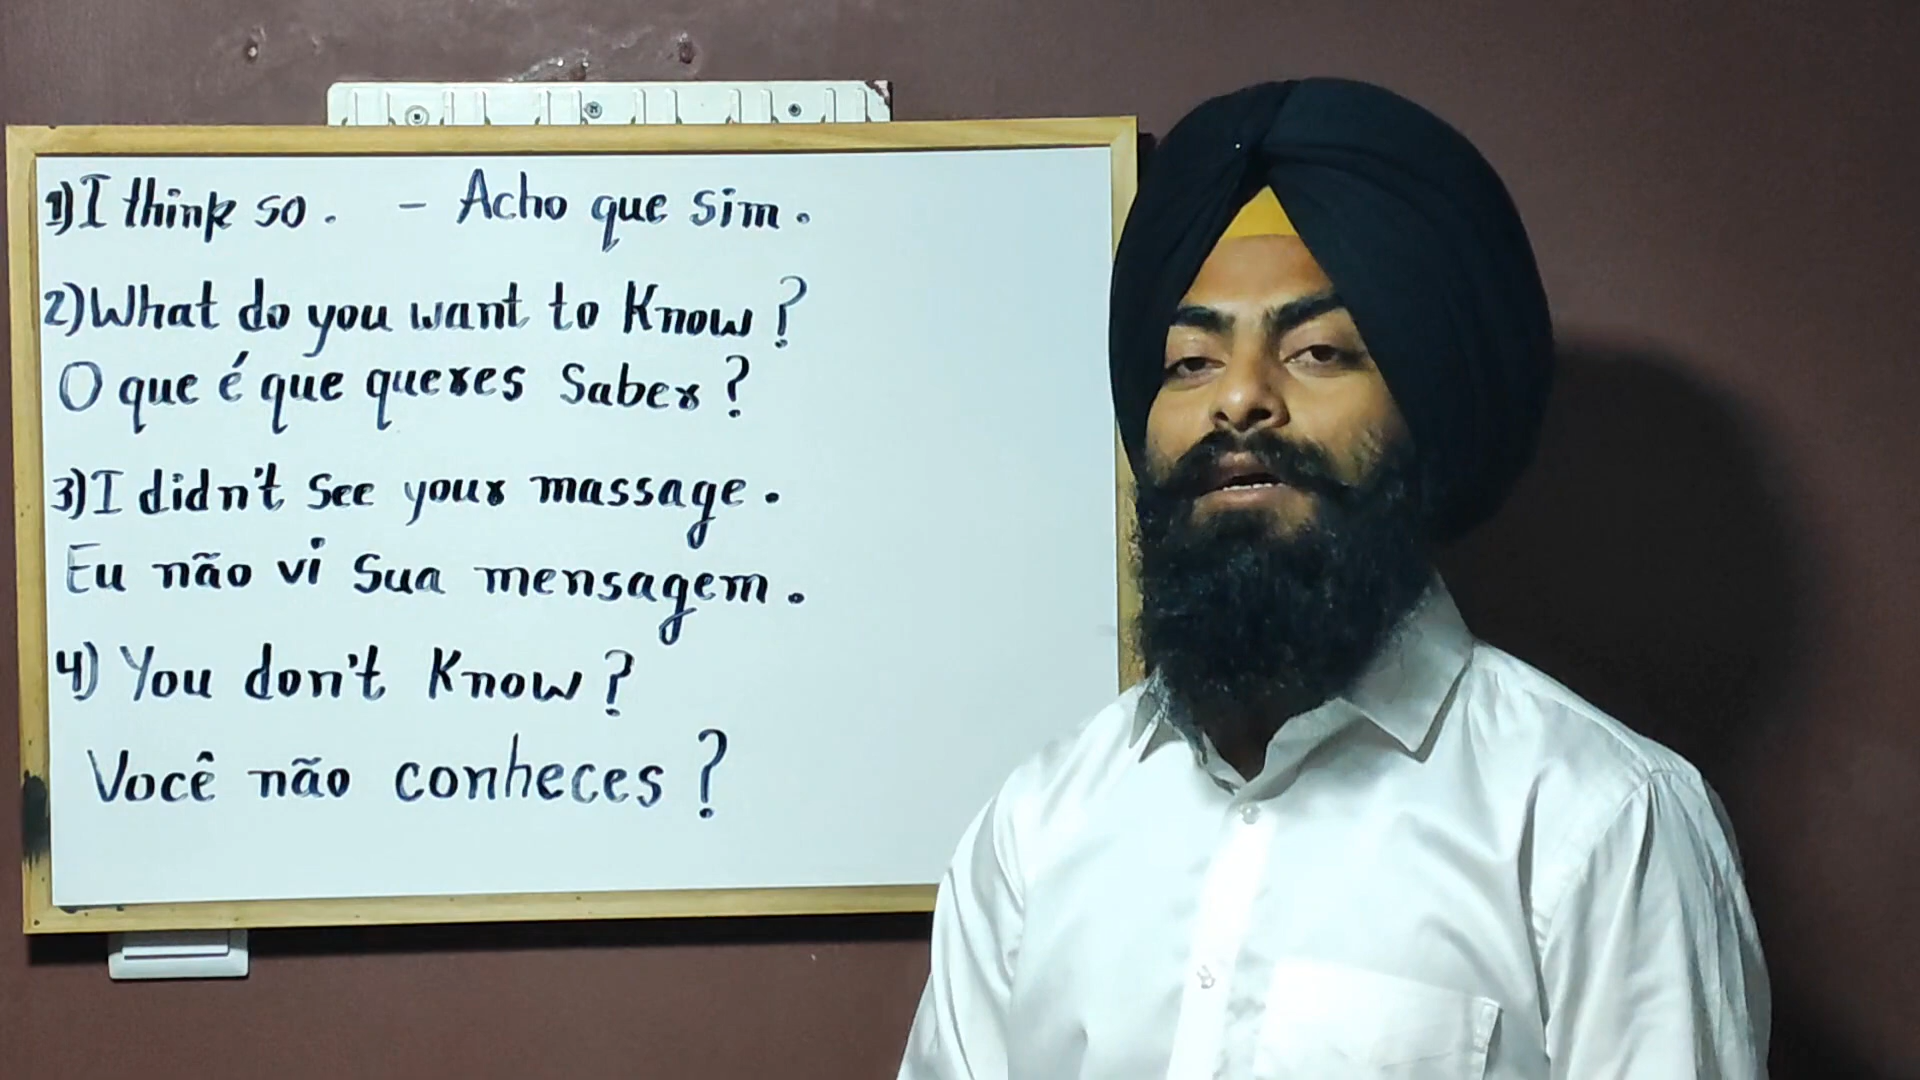 1) I think so. - Acho que sim.
2) What do you want to Know?
O que é que queres Saber?
3) I didn't See your massage.
Eu não vi Sua mensagem.
4) You don't Know?
Você não conheces?